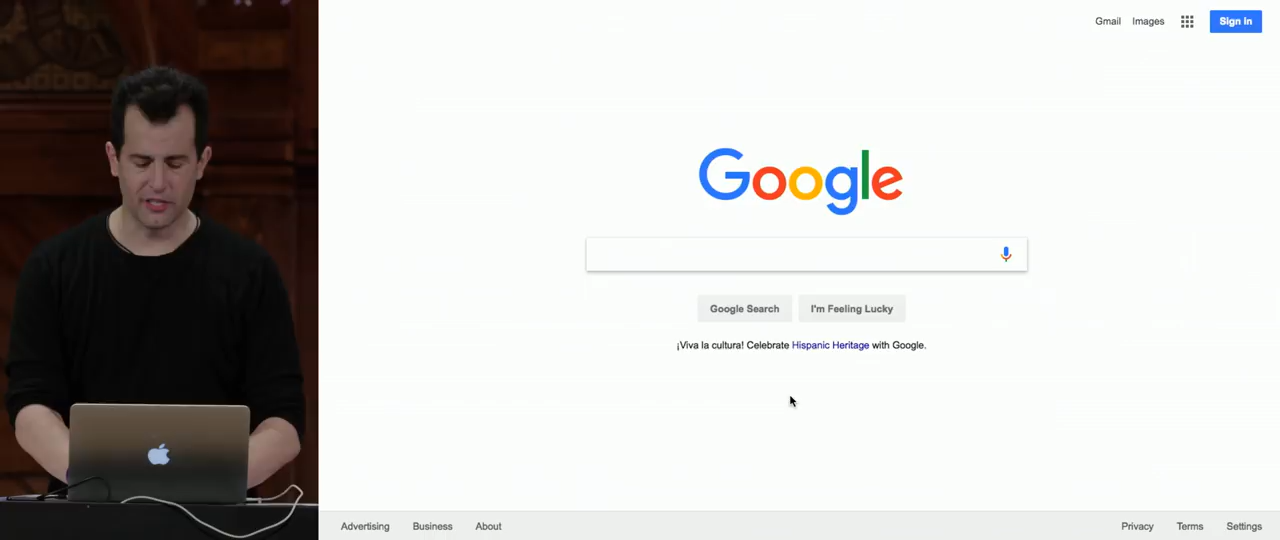 Gmail Images Sign in
Google
Google Search I'm Feeling Lucky
¡Viva la cultura! Celebrate Hispanic Heritage with Google.
Advertising Business About Privacy Terms Settings